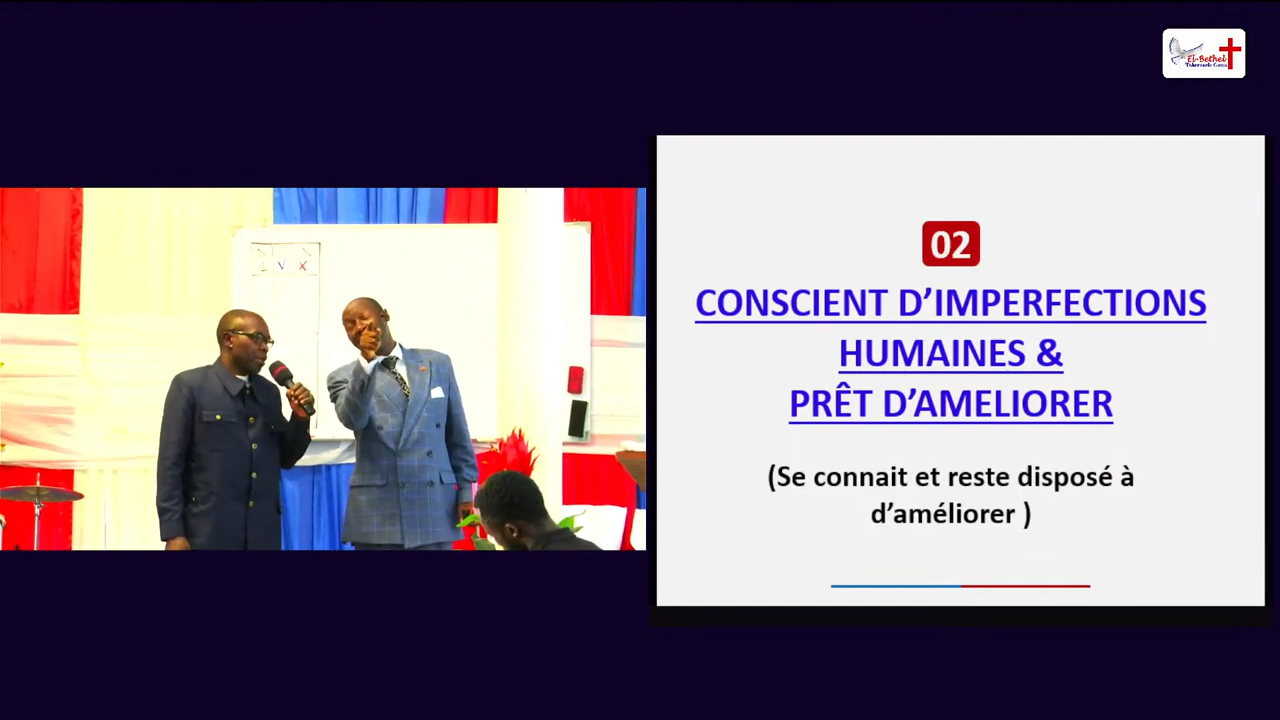 El-Bethel
02
CONSCIENT D’IMPERFECTIONS
HUMAINES &
PRÊT D’AMELIORER
(Se connait et reste disposé à
d’améliorer )